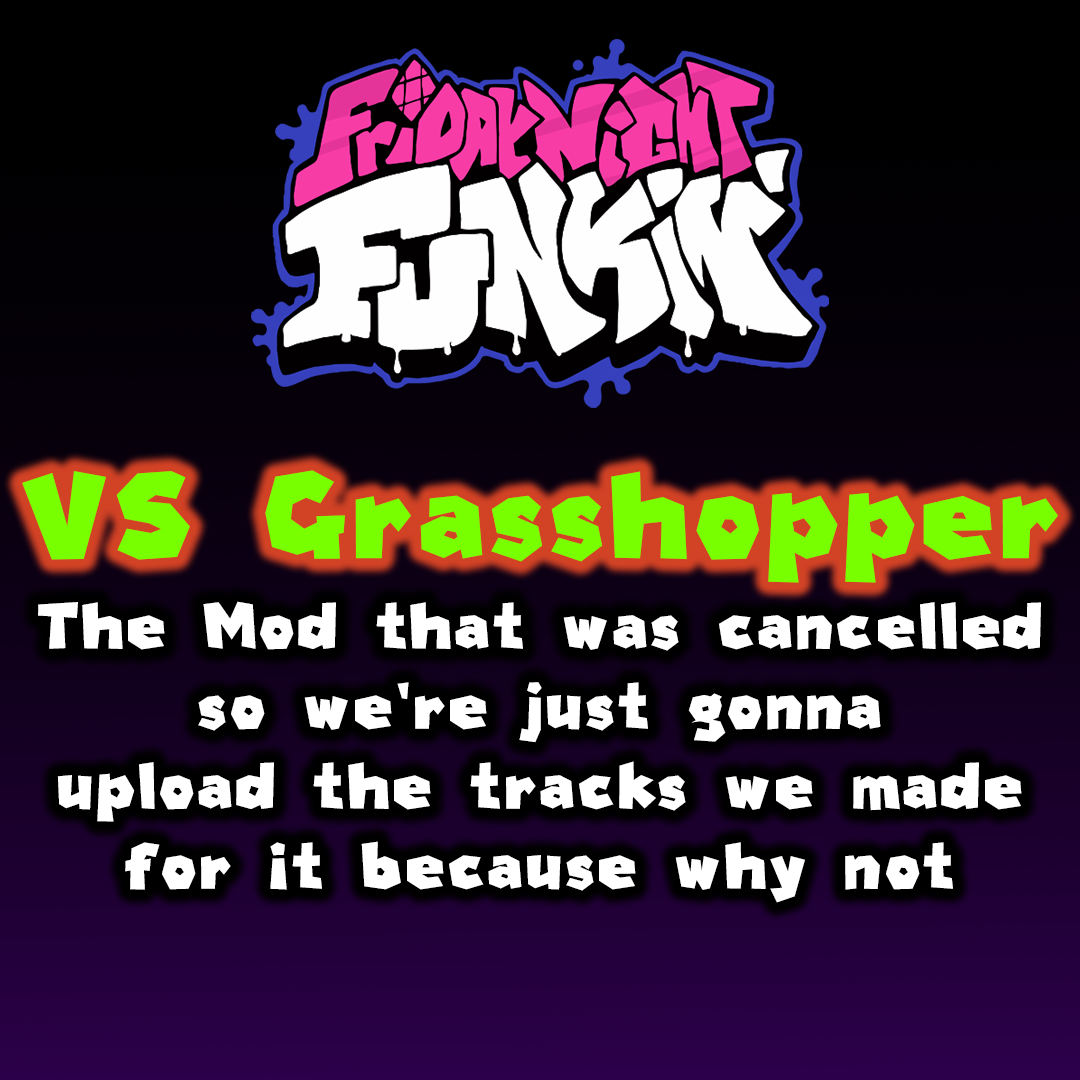 Friday Night
Funkin'
VS Grasshopper
The Mod that was cancelled
so we're just gonna
upload the tracks we made
for it because why not